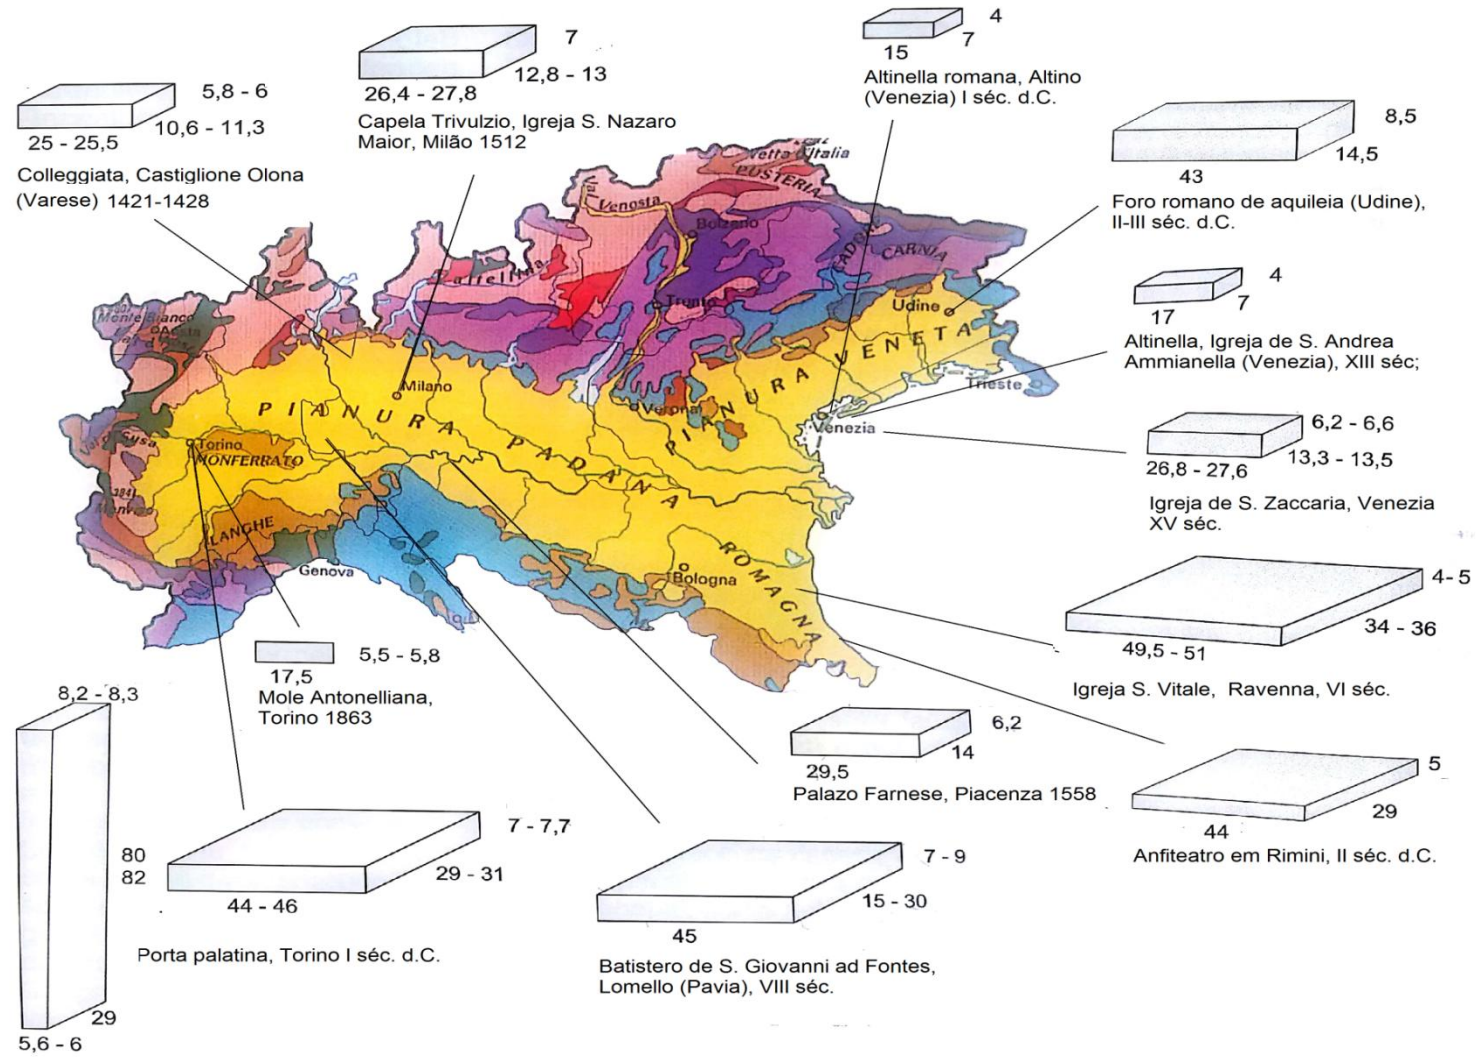 5,8 - 6
10,6 - 11,3
25 - 25,5
Colleggiata, Castiglione Olona
(Varese) 1421-1428
7
12,8 - 13
26,4 - 27,8
Capela Trivulzio, Igreja S. Nazaro
Maior, Milão 1512
4
7
15
Altinella romana, Altino
(Venezia) I séc. d.C.
8,5
14,5
43
Foro romano de aquileia (Udine),
II-III séc. d.C.
4
7
17
Altinella, Igreja de S. Andrea
Ammianella (Venezia), XIII séc;
6,2 - 6,6
13,3 - 13,5
26,8 - 27,6
Igreja de S. Zaccaria, Venezia
XV séc.
4- 5
34 - 36
49,5 - 51
Igreja S. Vitale, Ravenna, VI séc.
5
29
44
Anfiteatro em Rimini, II séc. d.C.
6,2
14
29,5
Palazo Farnese, Piacenza 1558
7 - 9
15 - 30
45
Batistero de S. Giovanni ad Fontes,
Lomello (Pavia), VIII séc.
5,5 - 5,8
17,5
Mole Antonelliana,
Torino 1863
8,2 - 8,3
80
82
29
5,6 - 6
7 - 7,7
29 - 31
44 - 46
Porta palatina, Torino I séc. d.C.
Vetta d'Italia
PUSTERIA
Val Venosta
Bolzano
CADORE
CARNIA
Valtellina
Trento
Udine
Monte Bianco
Aosta
Milano
Verona
Trieste
Venezia
PIANURA VENETA
PIANURA PADANA
Torino
MONFERRATO
Monviso
LANGHE
Genova
Bologna
ROMAGNA